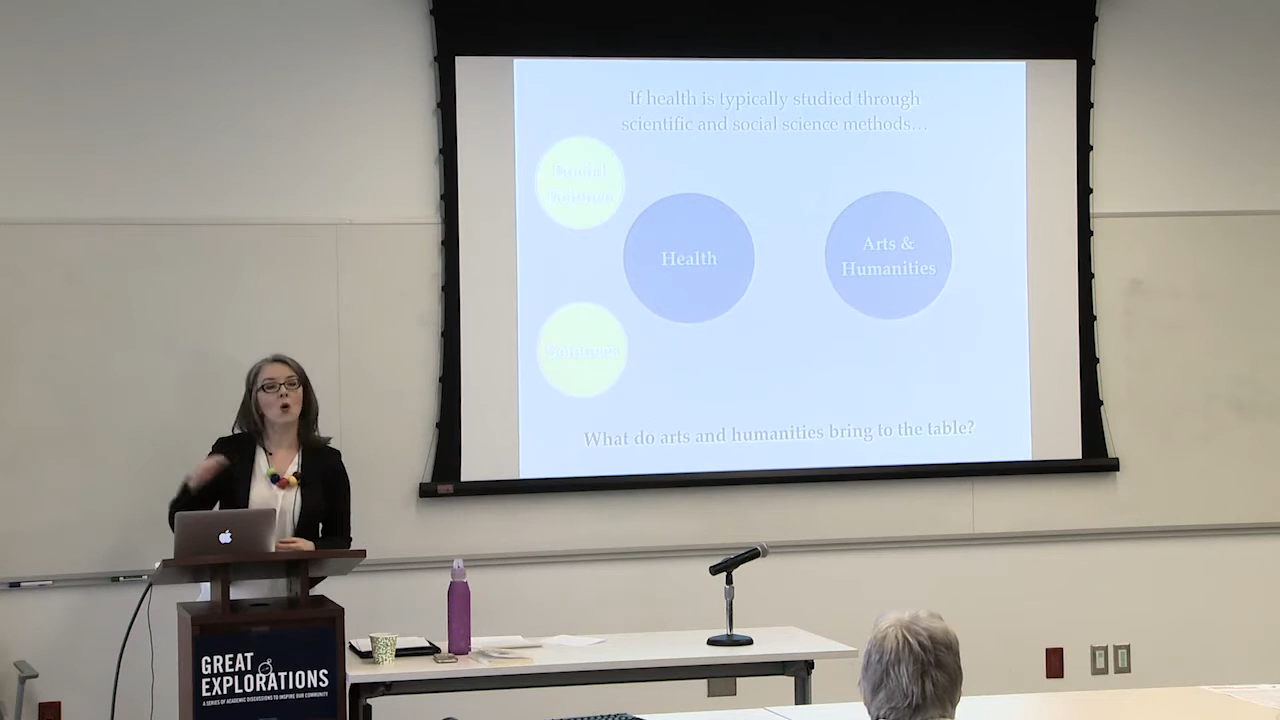 If health is typically studied through
scientific and social science methods…
Social
Sciences
Health
Arts &
Humanities
Sciences
What do arts and humanities bring to the table?
GREAT
EXPLORATIONS
A SERIES OF ACADEMIC DISCUSSIONS TO INSPIRE OUR COMMUNITY